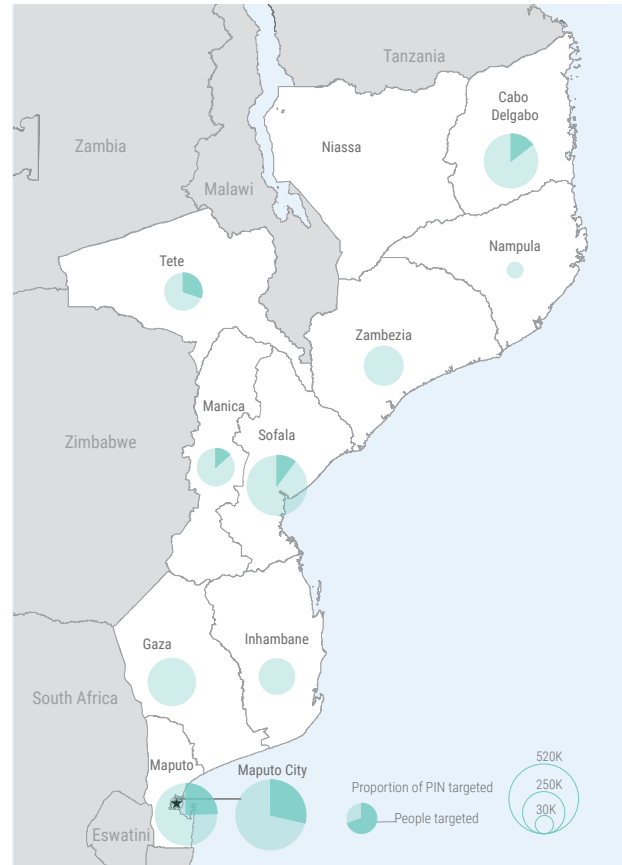 Tanzania
Cabo
Delgabo
Zambia
Niassa
Malawi
Nampula
Tete
Zambezia
Manica
Sofala
Zimbabwe
Gaza
Inhambane
South Africa
Maputo
Maputo City
Eswatini
Proportion of PIN targeted
People targeted
520K
250K
30K